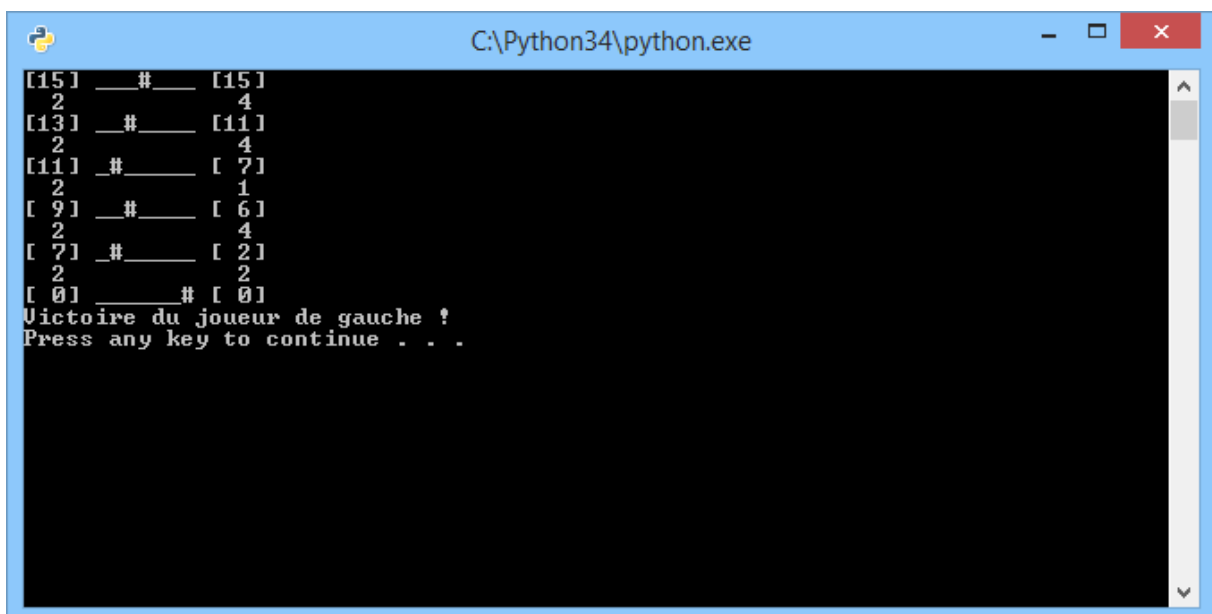 C:\Python34\python.exe
[15] ___#___ [15]
2 4
[13] __#____ [11]
2 4
[11] _#_____ [ 7]
2 1
[ 9] __#____ [ 6]
2 4
[ 7] _#_____ [ 2]
2 2
[ 0] ______# [ 0]
Victoire du joueur de gauche !
Press any key to continue . . .